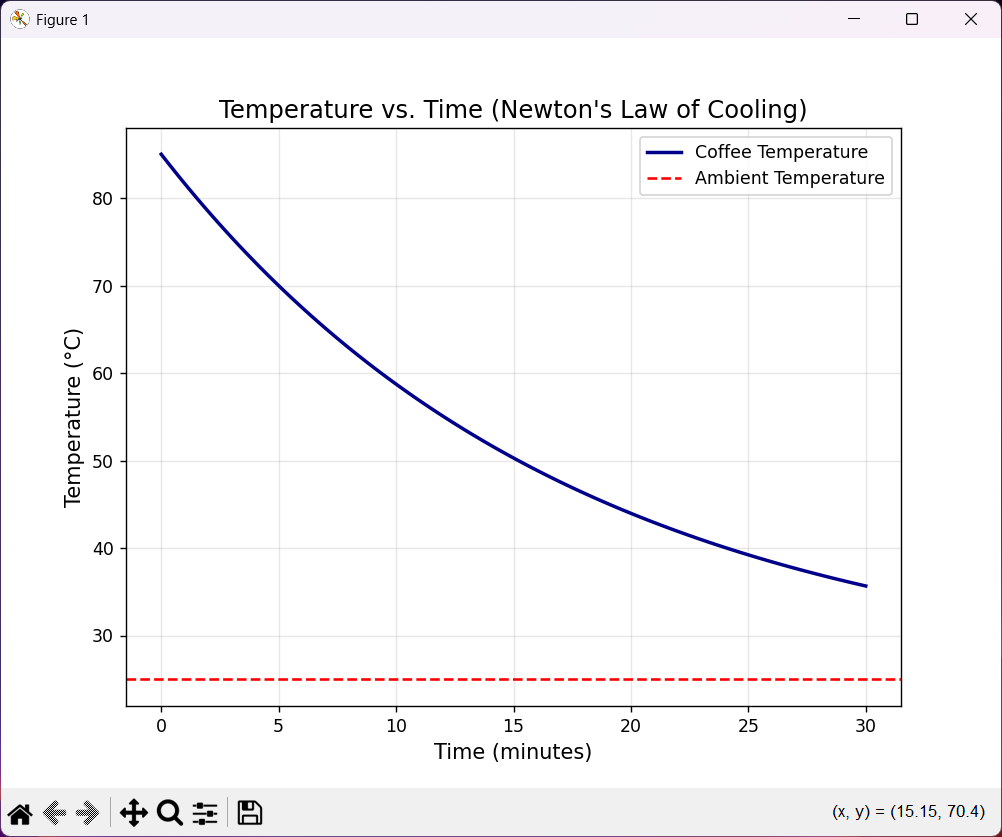 Figure 1
Temperature vs. Time (Newton's Law of Cooling)
Coffee Temperature
Ambient Temperature
Temperature (°C)
80
70
60
50
40
30
0 5 10 15 20 25 30
Time (minutes)
(x, y) = (15.15, 70.4)